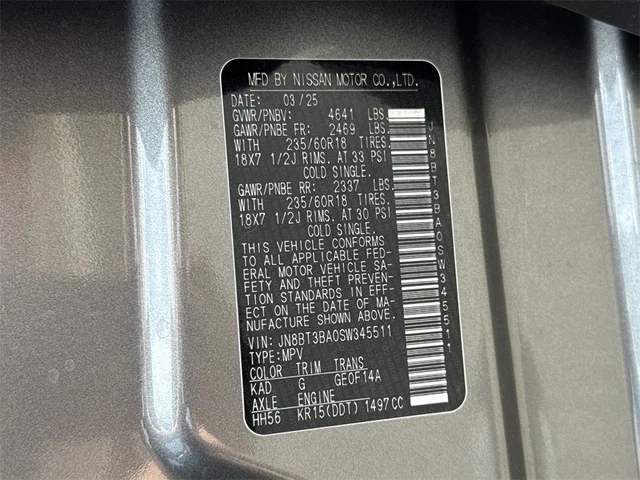 MFD BY NISSAN MOTOR CO.,LTD.
DATE: 03/25
GVWR/PNBV: 4641 LBS.
GAWR/PNBE FR: 2469 LBS.
WITH 235/60R18 TIRES.
18X7 1/2J RIMS. AT 33 PSI
COLD SINGLE.
GAWR/PNBE RR: 2337 LBS.
WITH 235/60R18 TIRES.
18X7 1/2J RIMS. AT 30 PSI
COLD SINGLE.
THIS VEHICLE CONFORMS
TO ALL APPLICABLE FED-
ERAL MOTOR VEHICLE SA-
FETY AND THEFT PREVEN-
TION STANDARDS IN EFF-
ECT ON THE DATE OF MA-
NUFACTURE SHOWN ABOVE.
VIN: JN8BT3BA0SW345511
TYPE: MPV
COLOR TRIM TRANS
KAD G GE0F14A
AXLE ENGINE
HH56 KR15(DDT) 1497CC
JN8BT3BA0SW345511